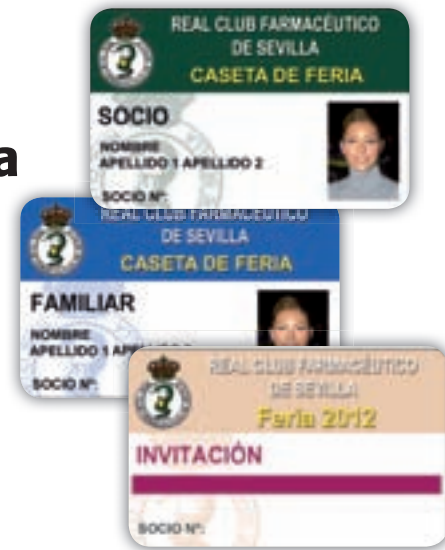 a
REAL CLUB FARMACÉUTICO
DE SEVILLA
CASETA DE FERIA
SOCIO
NOMBRE
APELLIDO 1 APELLIDO 2
SOCIO Nº:
REAL CLUB FARMACÉUTICO
DE SEVILLA
CASETA DE FERIA
FAMILIAR
NOMBRE
APELLIDO 1
SOCIO Nº:
REAL CLUB FARMACÉUTICO
DE SEVILLA
Feria 2012
INVITACIÓN
SOCIO Nº: